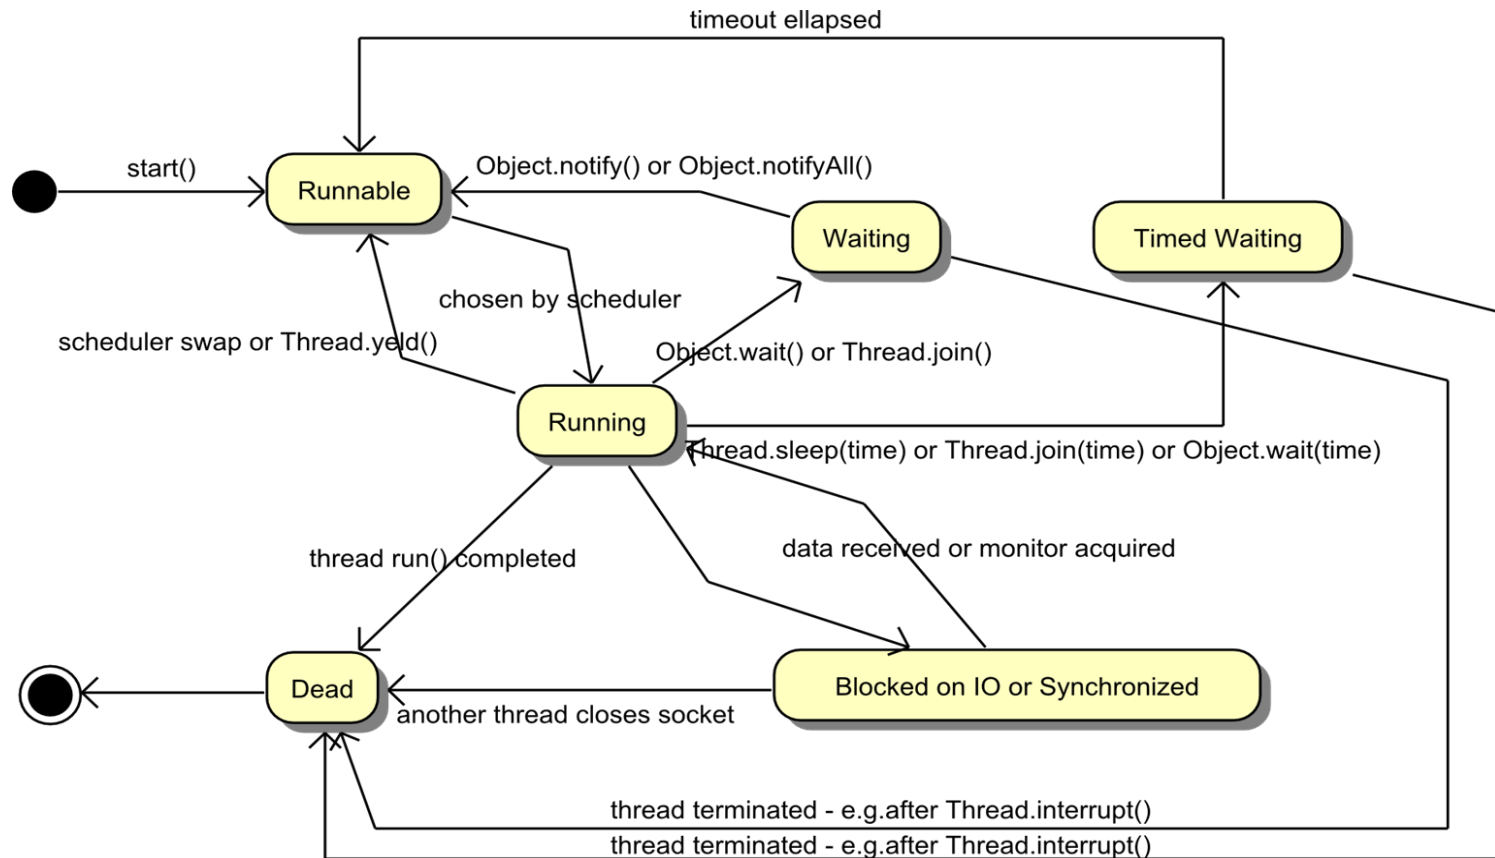 timeout ellapsed
start()
Runnable
Object.notify() or Object.notifyAll()
Waiting
Timed Waiting
chosen by scheduler
scheduler swap or Thread.yeld()
Object.wait() or Thread.join()
Running
Thread.sleep(time) or Thread.join(time) or Object.wait(time)
thread run() completed
data received or monitor acquired
Dead
Blocked on IO or Synchronized
another thread closes socket
thread terminated - e.g.after Thread.interrupt()
thread terminated - e.g.after Thread.interrupt()